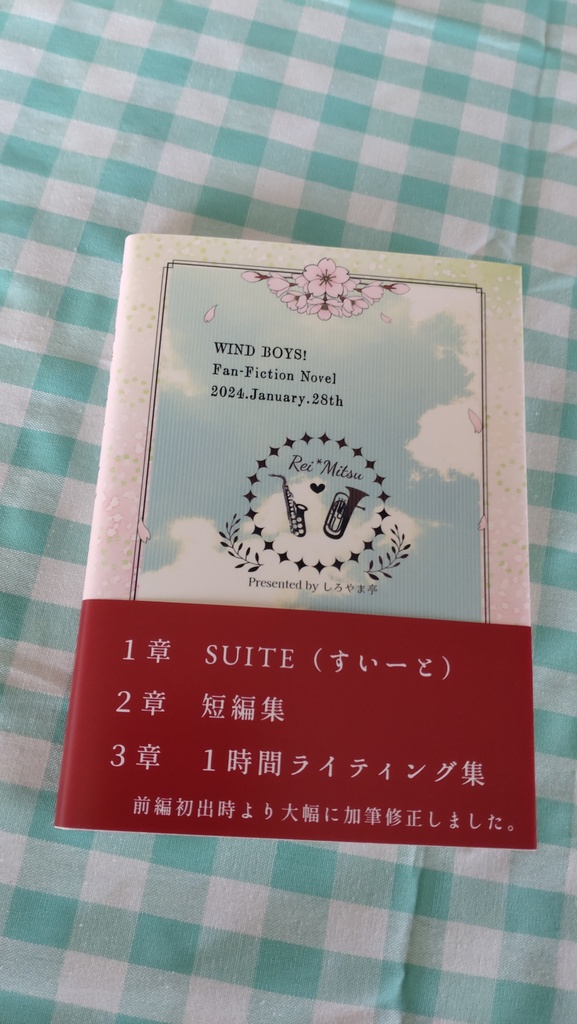 WIND BOYS!
Fan-Fiction Novel
2024.January.28th
Rei*Mitsu
Presented by しろやま亭
1章 SUITE（すいーと）
2章 短編集
3章 1時間ライティング集
前編初出時より大幅に加筆修正しました。